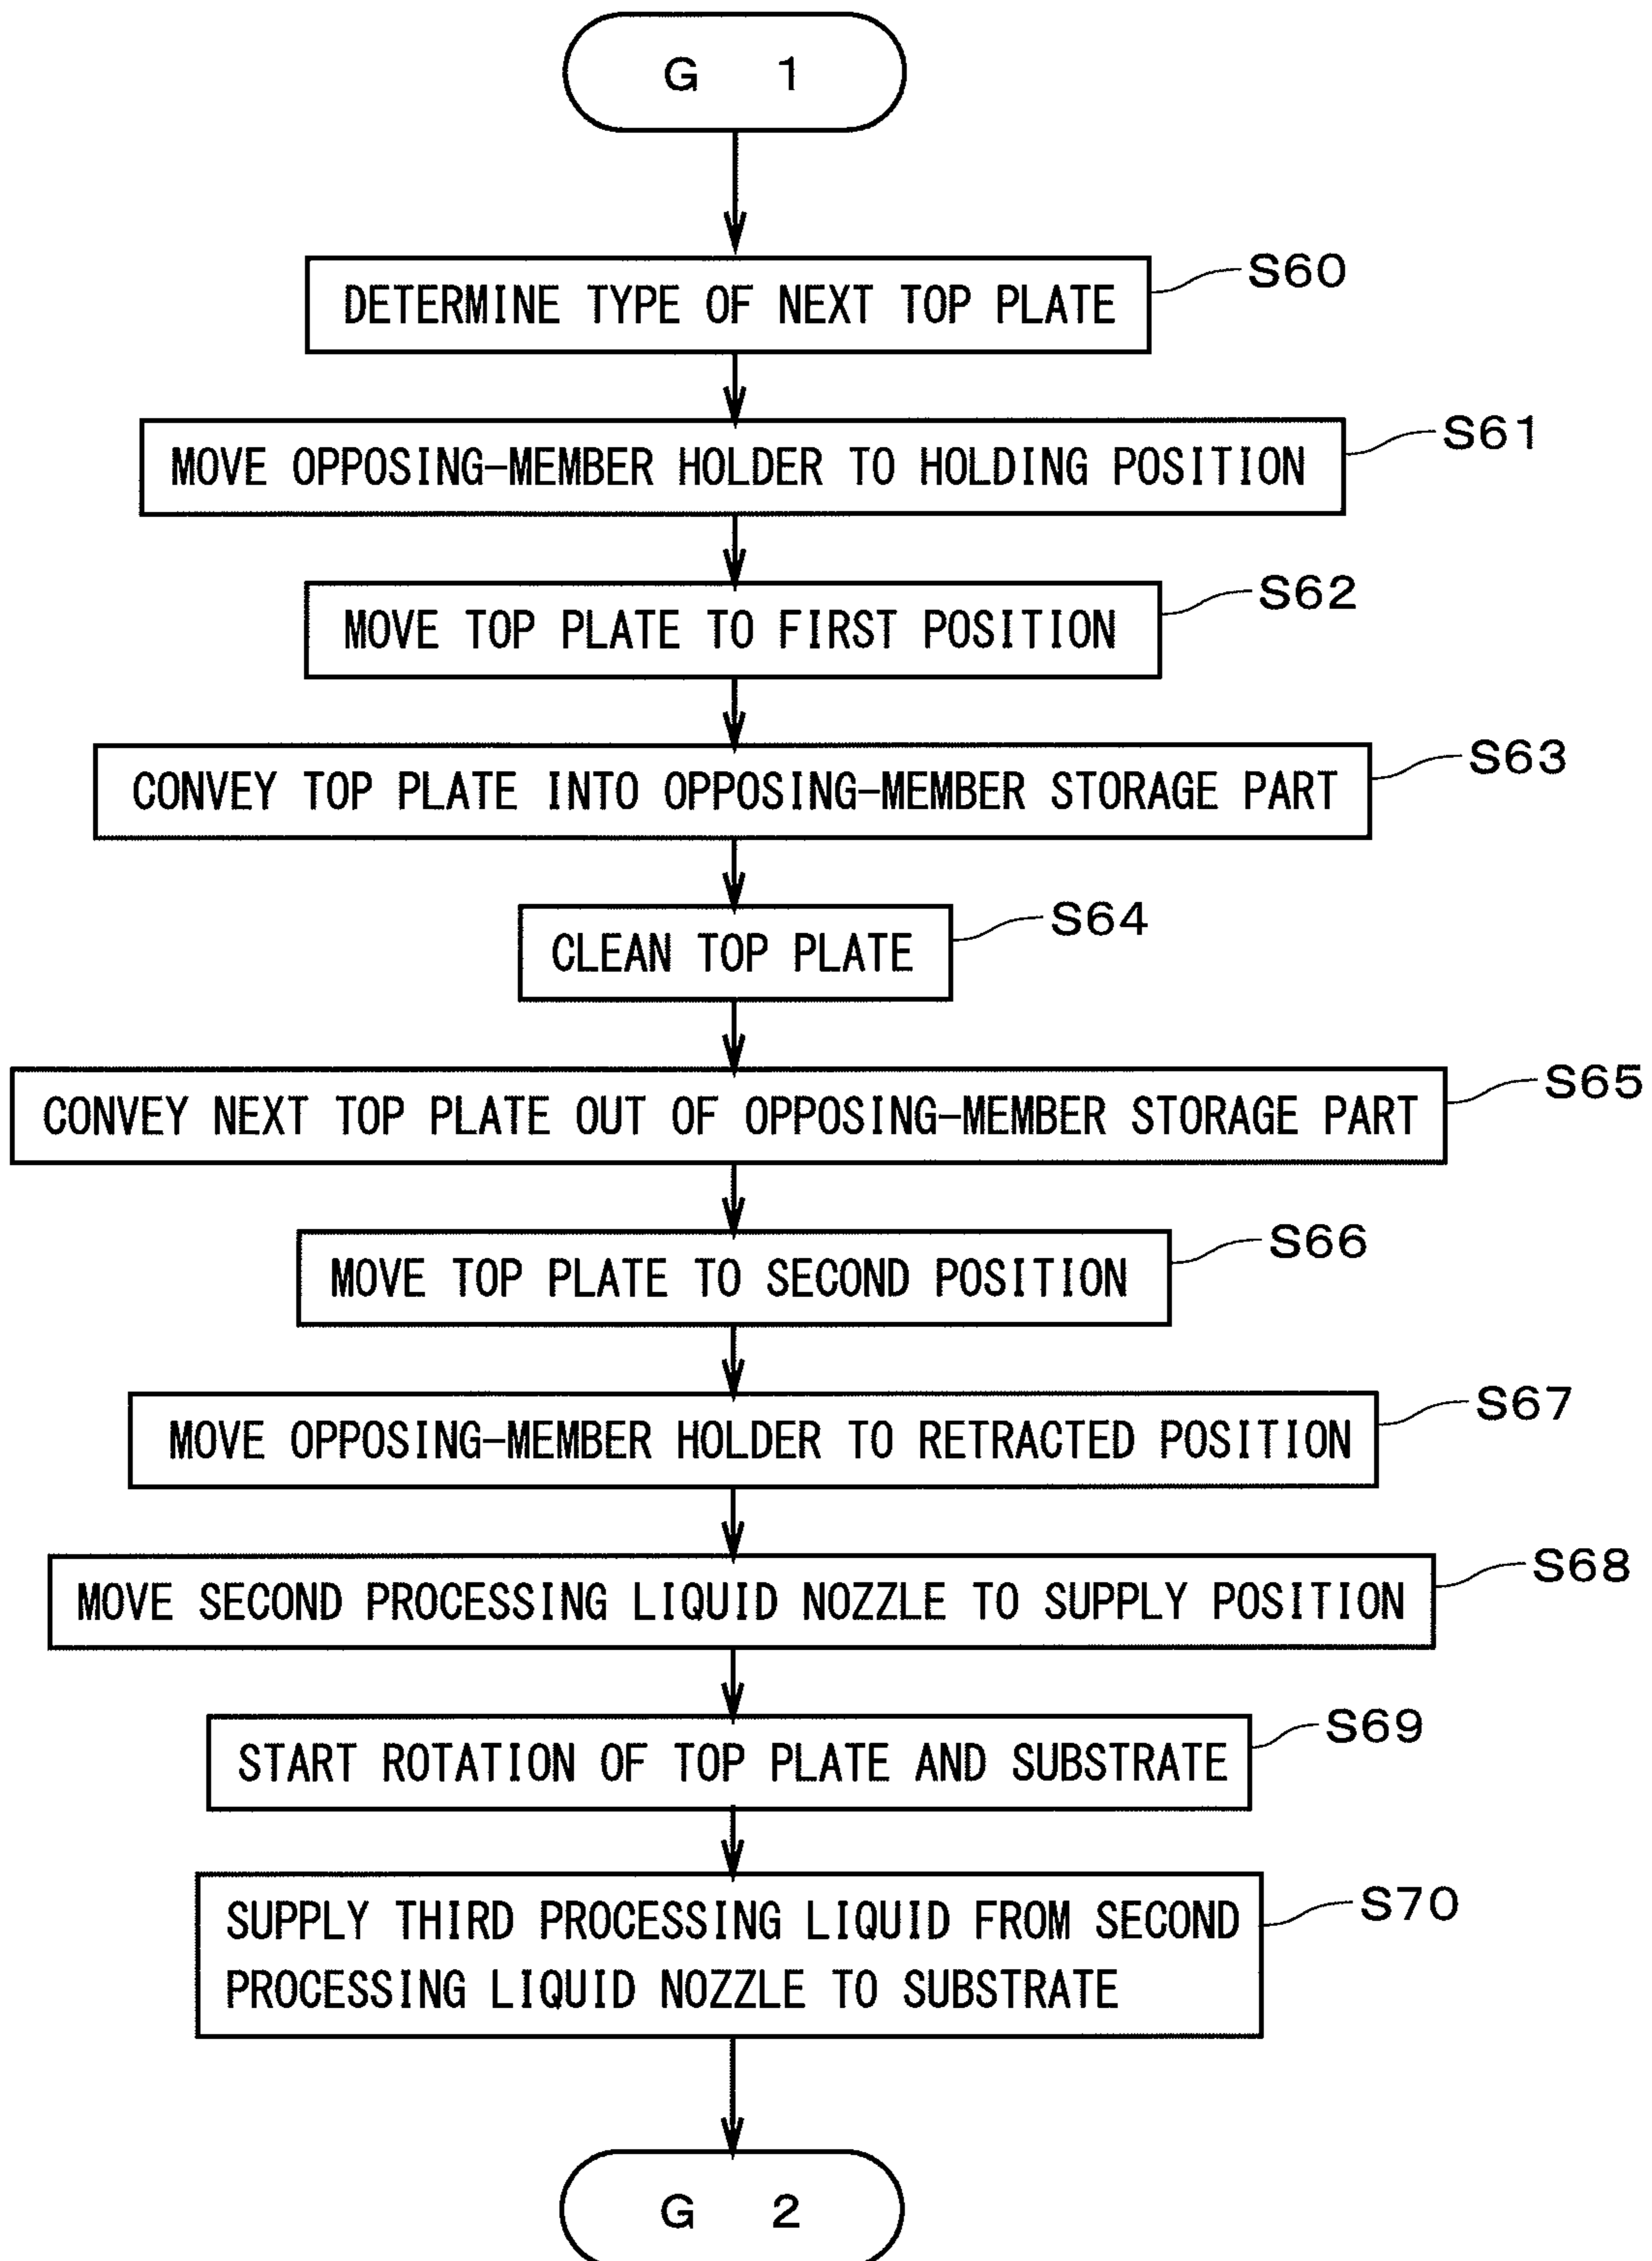 G 1
DETERMINE TYPE OF NEXT TOP PLATE
S60
MOVE OPPOSING-MEMBER HOLDER TO HOLDING POSITION
S61
MOVE TOP PLATE TO FIRST POSITION
S62
CONVEY TOP PLATE INTO OPPOSING-MEMBER STORAGE PART
S63
CLEAN TOP PLATE
S64
CONVEY NEXT TOP PLATE OUT OF OPPOSING-MEMBER STORAGE PART
S65
MOVE TOP PLATE TO SECOND POSITION
S66
MOVE OPPOSING-MEMBER HOLDER TO RETRACTED POSITION
S67
MOVE SECOND PROCESSING LIQUID NOZZLE TO SUPPLY POSITION
S68
START ROTATION OF TOP PLATE AND SUBSTRATE
S69
SUPPLY THIRD PROCESSING LIQUID FROM SECOND
PROCESSING LIQUID NOZZLE TO SUBSTRATE
S70
G 2